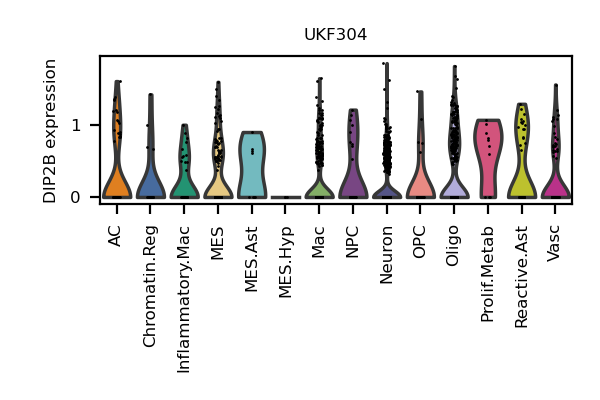 UKF304
DIP2B expression
1
0
AC
Chromatin.Reg
Inflammatory.Mac
MES
MES.Ast
MES.Hyp
Mac
NPC
Neuron
OPC
Oligo
Prolif.Metab
Reactive.Ast
Vasc